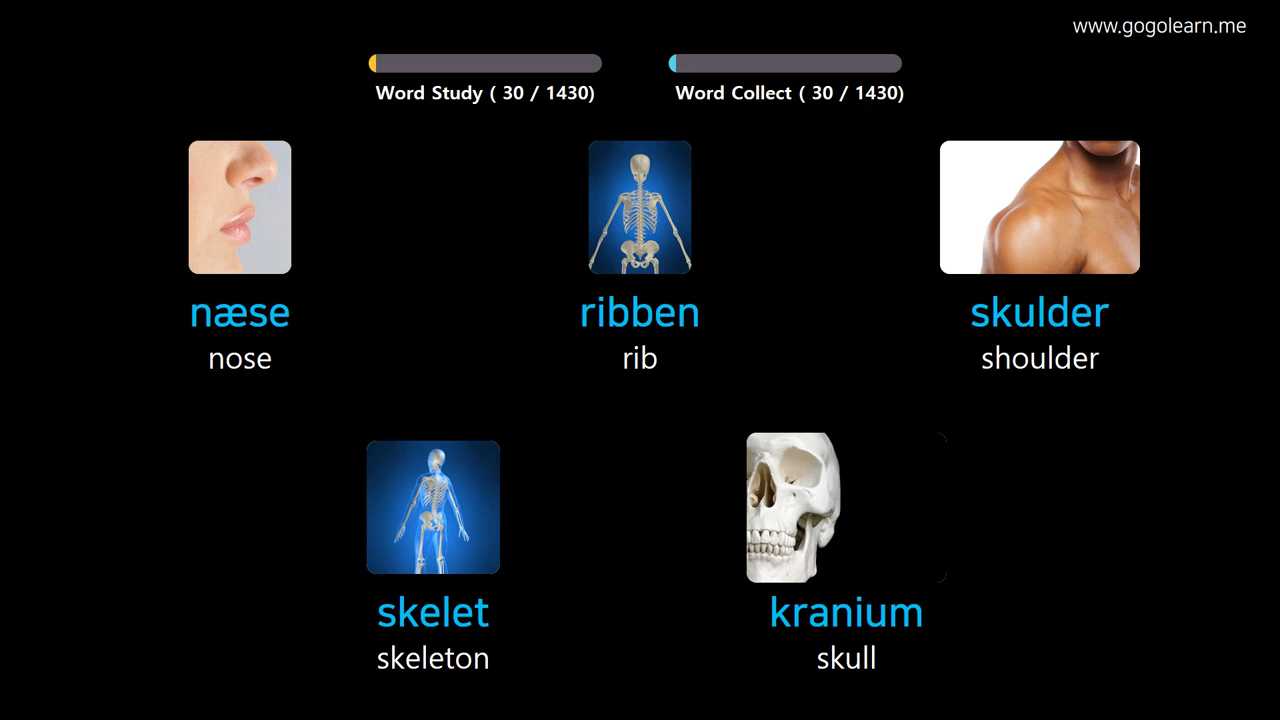 www.gogolearn.me
Word Study ( 30 / 1430)
Word Collect ( 30 / 1430)
næse
nose
ribben
rib
skulder
shoulder
skelet
skeleton
kranium
skull